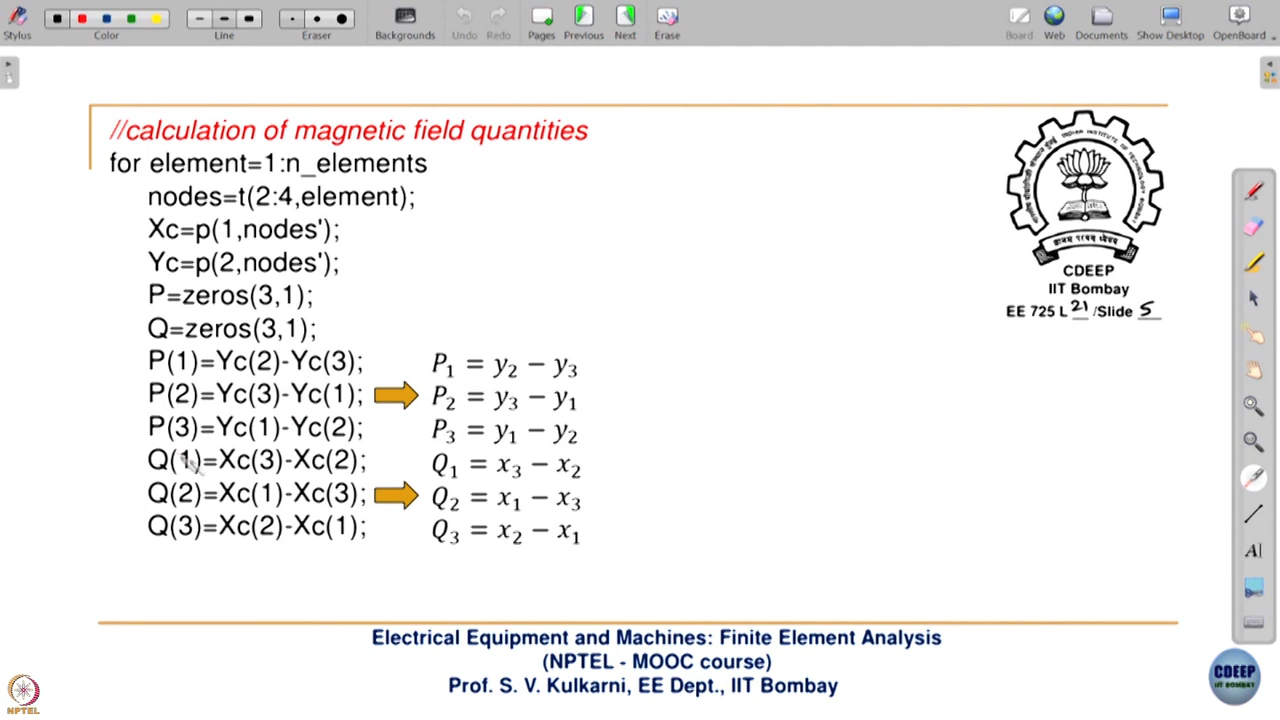 Stylus
Color
Line
Eraser
Backgrounds
Undo
Redo
Pages
Previous
Next
Erase
Board
Web
Documents
Show Desktop
OpenBoard
//calculation of magnetic field quantities
for element=1:n_elements
nodes=t(2:4,element);
Xc=p(1,nodes');
Yc=p(2,nodes');
P=zeros(3,1);
Q=zeros(3,1);
P(1)=Yc(2)-Yc(3);
P(2)=Yc(3)-Yc(1);
P(3)=Yc(1)-Yc(2);
Q(1)=Xc(3)-Xc(2);
Q(2)=Xc(1)-Xc(3);
Q(3)=Xc(2)-Xc(1);
P₁ = y₂ − y₃
P₂ = y₃ − y₁
P₃ = y₁ − y₂
Q₁ = x₃ − x₂
Q₂ = x₁ − x₃
Q₃ = x₂ − x₁
CDEEP
IIT Bombay
EE 725 L 21 /Slide 5
Electrical Equipment and Machines: Finite Element Analysis
(NPTEL - MOOC course)
Prof. S. V. Kulkarni, EE Dept., IIT Bombay
NPTEL
CDEEP
IIT BOMBAY